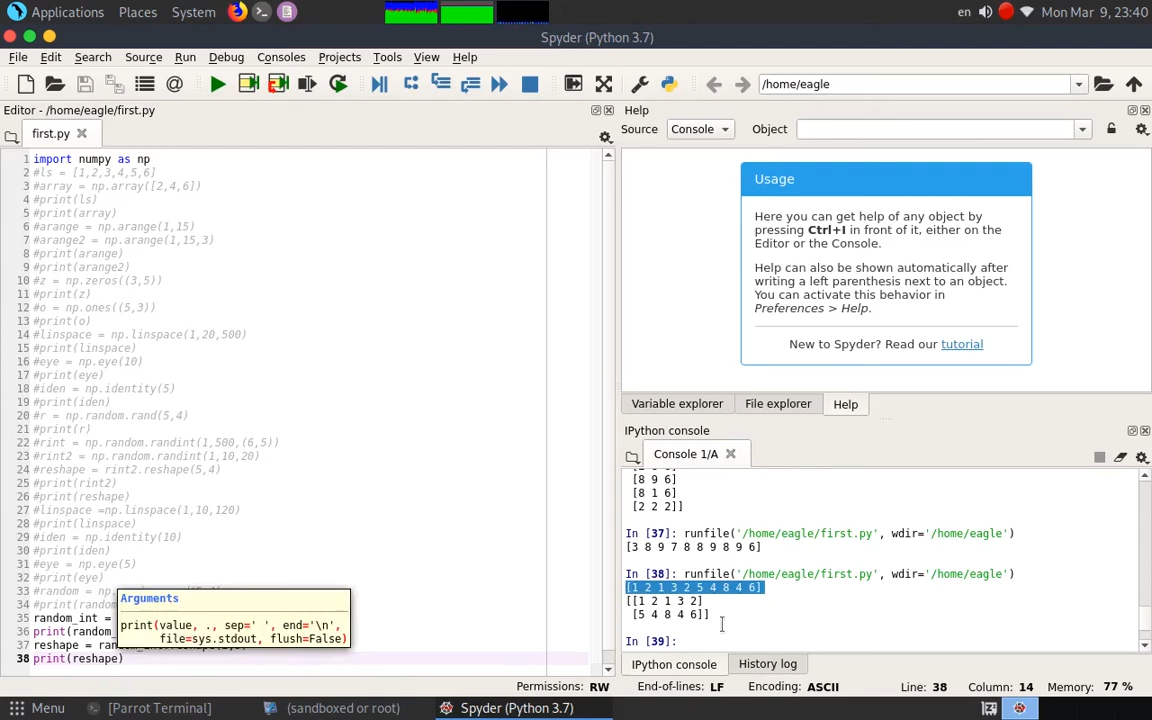 Applications Places System en Mon Mar 9, 23:40
Spyder (Python 3.7)
File Edit Search Source Run Debug Consoles Projects Tools View Help
/home/eagle
Editor - /home/eagle/first.py
first.py
1 import numpy as np
2 #ls = [1,2,3,4,5,6]
3 #array = np.array([2,4,6])
4 #print(ls)
5 #print(array)
6 #arange = np.arange(1,15)
7 #arange2 = np.arange(1,15,3)
8 #print(arange)
9 #print(arange2)
10 #z = np.zeros((3,5))
11 #print(z)
12 #o = np.ones((5,3))
13 #print(o)
14 #linspace = np.linspace(1,20,500)
15 #print(linspace)
16 #eye = np.eye(10)
17 #print(eye)
18 #iden = np.identity(5)
19 #print(iden)
20 #r = np.random.rand(5,4)
21 #print(r)
22 #rint = np.random.randint(1,500,(6,5))
23 #rint2 = np.random.randint(1,10,20)
24 #reshape = rint2.reshape(5,4)
25 #print(rint2)
26 #print(reshape)
27 #linspace =np.linspace(1,10,120)
28 #print(linspace)
29 #iden = np.identity(10)
30 #print(iden)
31 #eye = np.eye(5)
32 #print(eye)
33 #random =
34 #print(rando
35 random_int =
36 print(random
37 reshape =
38 print(reshape)
Arguments
print(value, ., sep=' ', end='\n',
file=sys.stdout, flush=False)
Help
Source Console Object
Usage
Here you can get help of any object by
pressing Ctrl+I in front of it, either on the
Editor or the Console.
Help can also be shown automatically after
writing a left parenthesis next to an object.
You can activate this behavior in
Preferences > Help.
New to Spyder? Read our tutorial
Variable explorer File explorer Help
IPython console
Console 1/A
[8 9 6]
[8 1 6]
[2 2 2]]
In [37]: runfile('/home/eagle/first.py', wdir='/home/eagle')
[3 8 9 7 8 8 9 8 9 6]
In [38]: runfile('/home/eagle/first.py', wdir='/home/eagle')
[1 2 1 3 2 5 4 8 4 6]
[[1 2 1 3 2]
[5 4 8 4 6]]
In [39]:
IPython console History log
Permissions: RW End-of-lines: LF Encoding: ASCII Line: 38 Column: 14 Memory: 77 %
Menu [Parrot Terminal] (sandboxed or root) Spyder (Python 3.7)